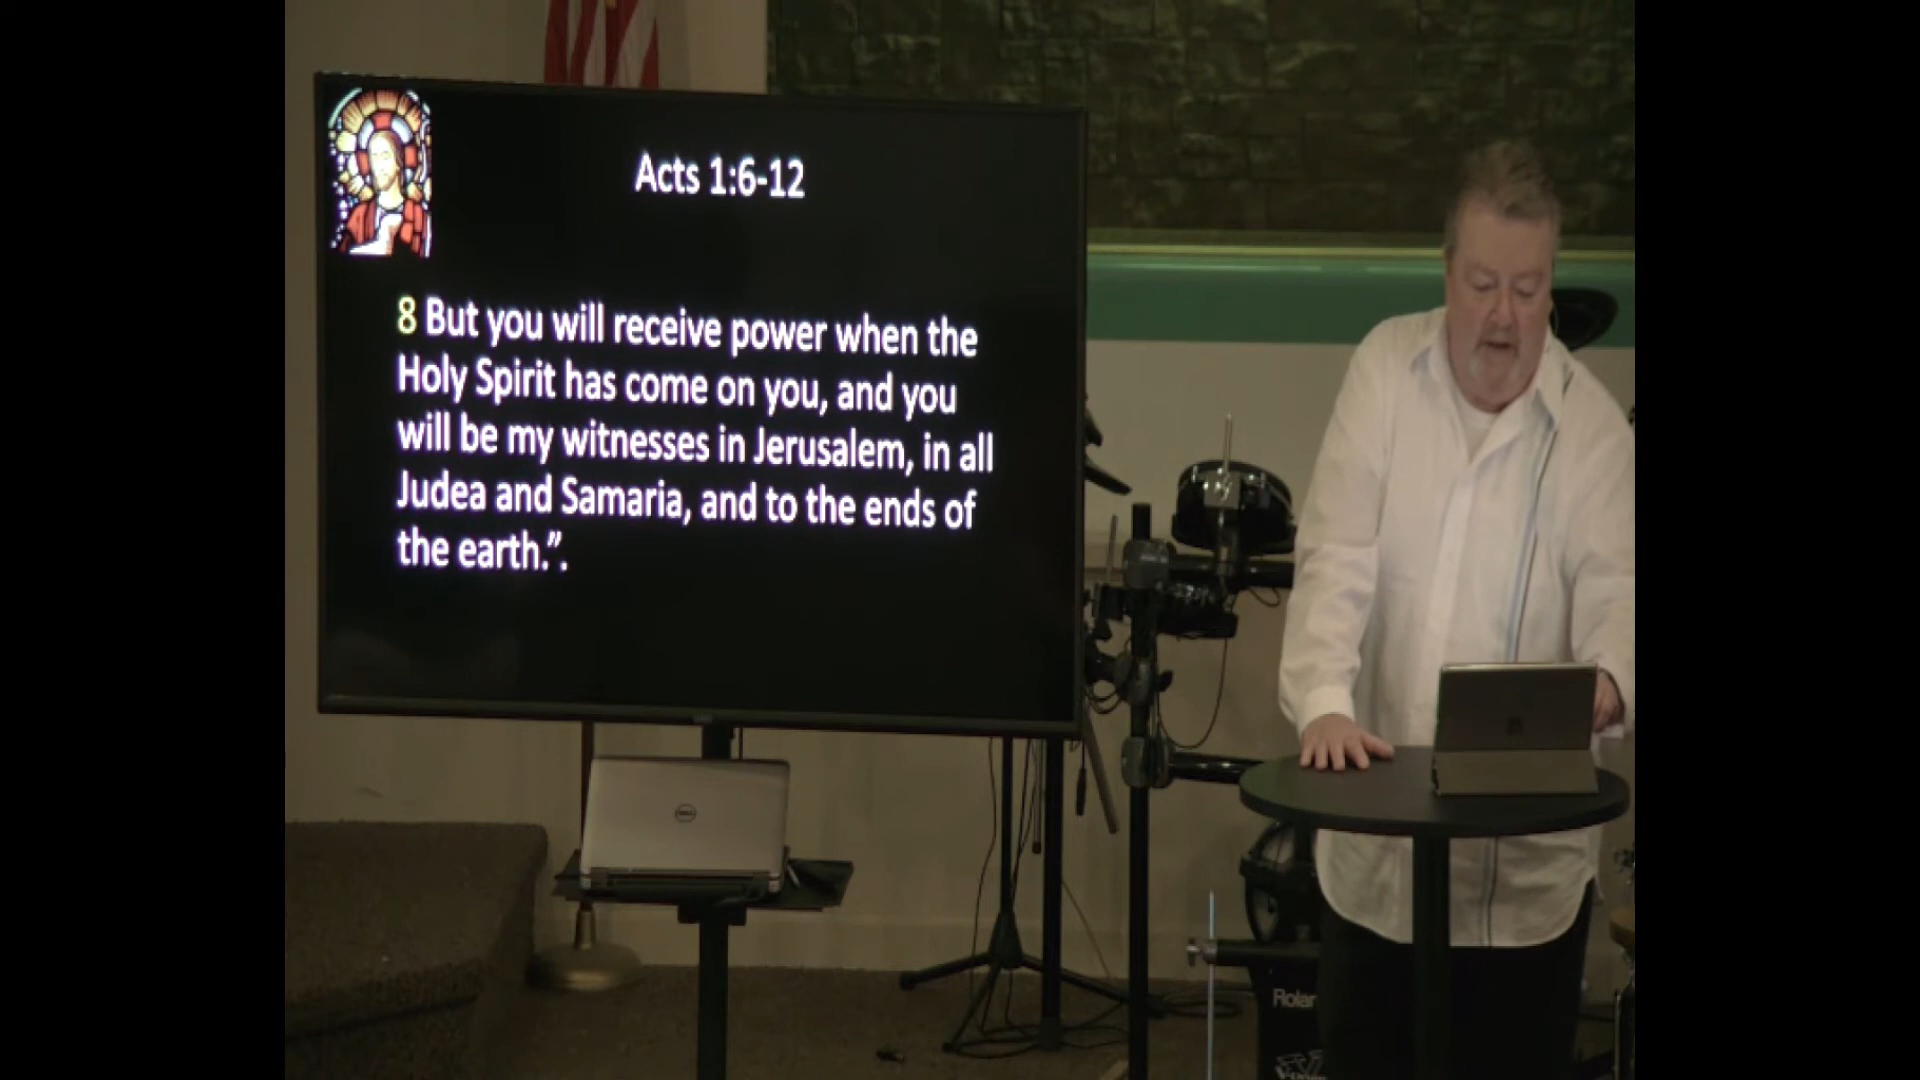 Acts 1:6-12
8 But you will receive power when the
Holy Spirit has come on you, and you
will be my witnesses in Jerusalem, in all
Judea and Samaria, and to the ends of
the earth.”.
DELL
Rolan